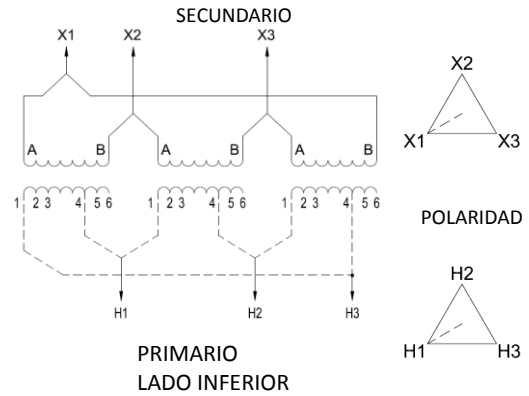 SECUNDARIO
X1 X2 X3
A B A B A B
1 2 3 4 5 6 1 2 3 4 5 6 1 2 3 4 5 6
H1 H2 H3
PRIMARIO
LADO INFERIOR
X2
X1 X3
POLARIDAD
H2
H1 H3